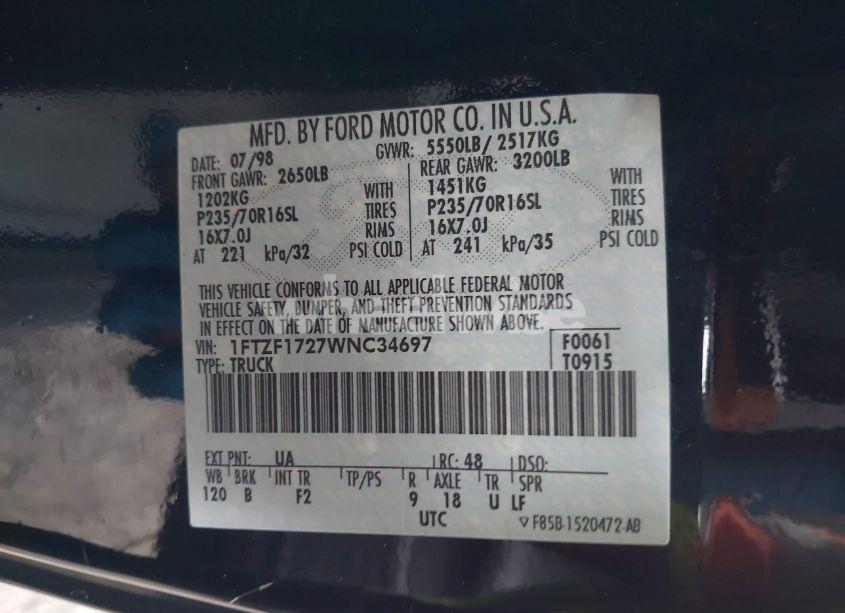 MFD. BY FORD MOTOR CO. IN U.S.A.
DATE: 07/98 GVWR: 5550LB/ 2517KG
FRONT GAWR: 2650LB REAR GAWR: 3200LB
1202KG WITH 1451KG WITH
P235/70R16SL TIRES P235/70R16SL TIRES
16X7.0J RIMS 16X7.0J RIMS
AT 221 kPa/32 PSI COLD AT 241 kPa/35 PSI COLD
THIS VEHICLE CONFORMS TO ALL APPLICABLE FEDERAL MOTOR
VEHICLE SAFETY, BUMPER, AND THEFT PREVENTION STANDARDS
IN EFFECT ON THE DATE OF MANUFACTURE SHOWN ABOVE.
VIN: 1FTZF1727WNC34697 F0061
TYPE: TRUCK T0915
EXT PNT: UA RC: 48 DSO:
WB BRK INT TR TP/PS R AXLE TR SPR
120 B F2 9 18 U LF
UTC ▽ F85B-1520472-AB